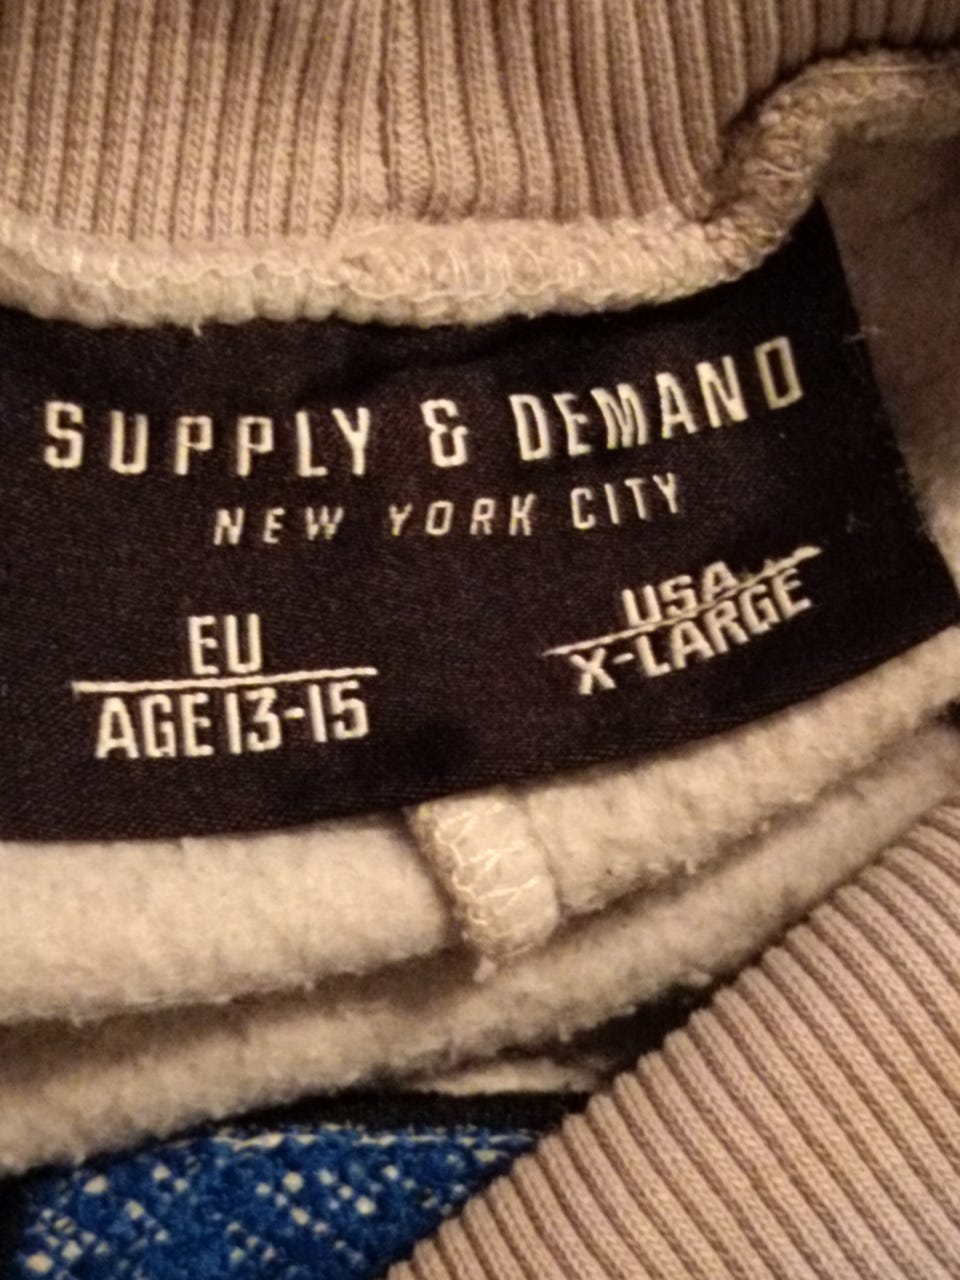 SUPPLY & DEMAND
NEW YORK CITY
EU
AGE 13-15
USA
X-LARGE